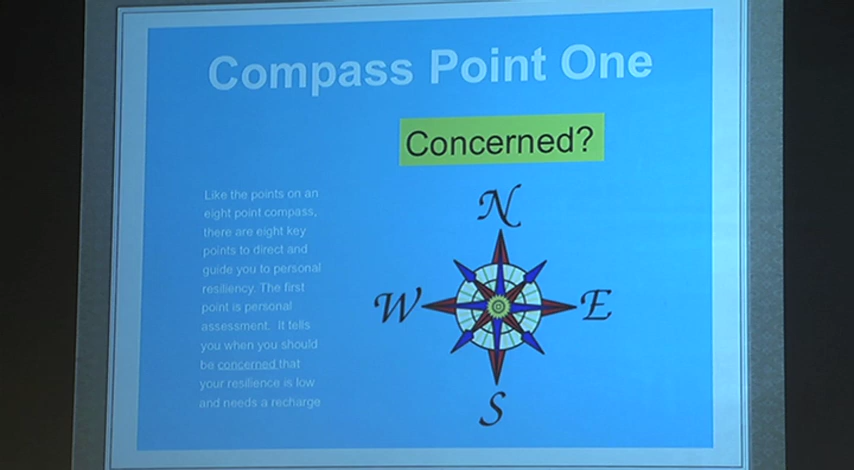 Compass Point One
Concerned?
Like the points on an
eight point compass,
there are eight key
points to direct and
guide you to personal
resiliency. The first
point is personal
assessment. It tells
you when you should
be concerned that
your resilience is low
and needs a recharge
N
W
E
S